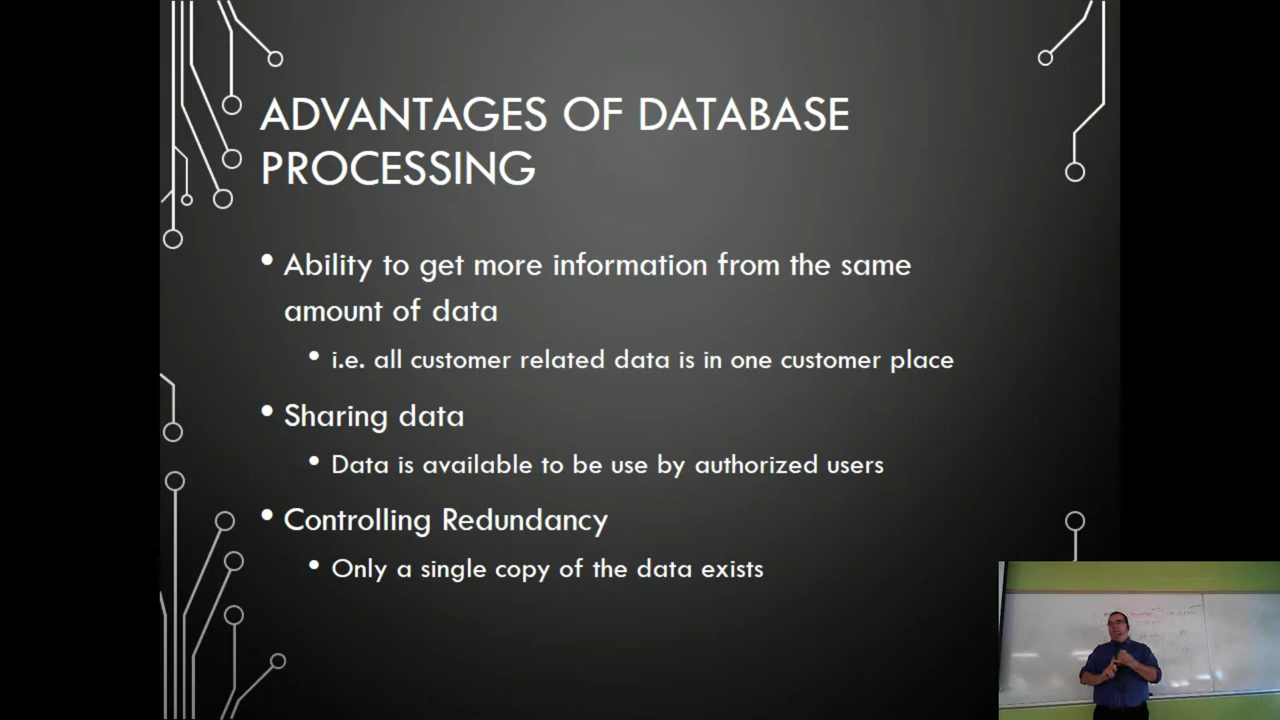 ADVANTAGES OF DATABASE
PROCESSING
• Ability to get more information from the same
amount of data
• i.e. all customer related data is in one customer place
• Sharing data
• Data is available to be use by authorized users
• Controlling Redundancy
• Only a single copy of the data exists